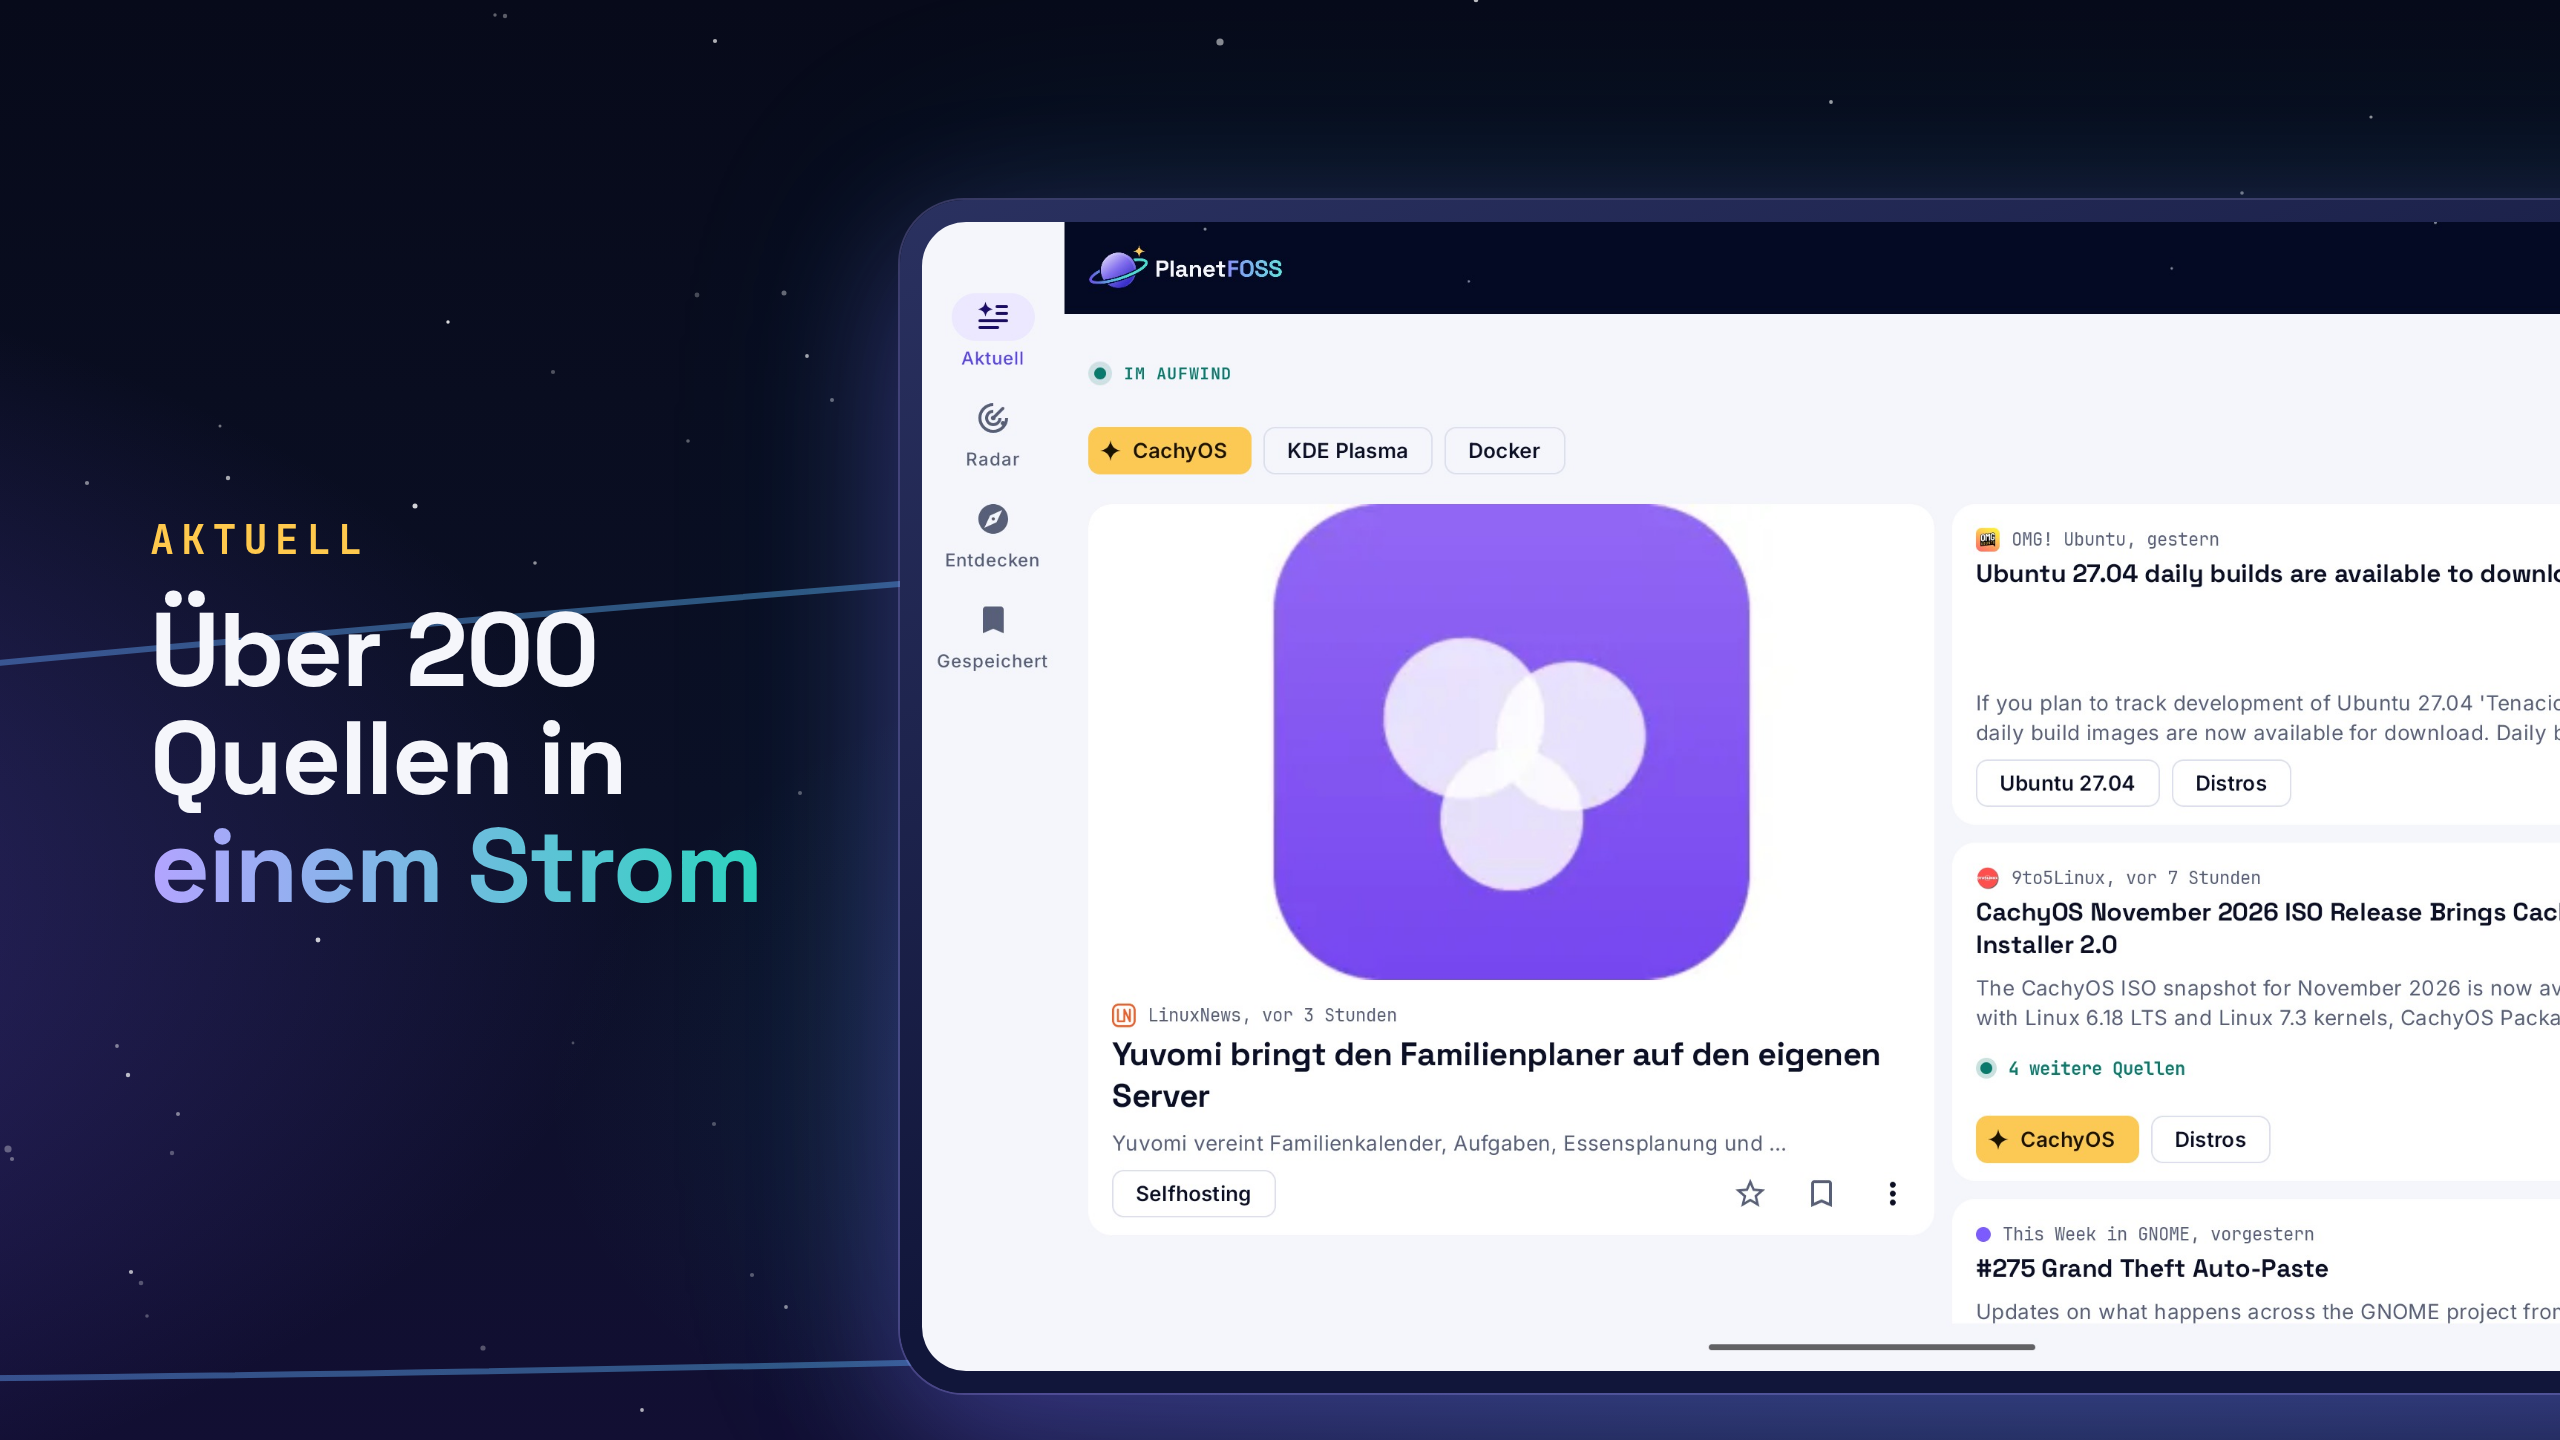 AKTUELL
Über 200
Quellen in
einem Strom
PlanetFOSS
Aktuell
Radar
Entdecken
Gespeichert
IM AUFWIND
CachyOS
KDE Plasma
Docker
LinuxNews, vor 3 Stunden
Yuvomi bringt den Familienplaner auf den eigenen
Server
Yuvomi vereint Familienkalender, Aufgaben, Essensplanung und ...
Selfhosting
OMG! Ubuntu, gestern
Ubuntu 27.04 daily builds are available to downlo
If you plan to track development of Ubuntu 27.04 'Tenacio
daily build images are now available for download. Daily b
Ubuntu 27.04
Distros
9to5Linux, vor 7 Stunden
CachyOS November 2026 ISO Release Brings Cac
Installer 2.0
The CachyOS ISO snapshot for November 2026 is now av
with Linux 6.18 LTS and Linux 7.3 kernels, CachyOS Packa
4 weitere Quellen
CachyOS
Distros
This Week in GNOME, vorgestern
#275 Grand Theft Auto-Paste
Updates on what happens across the GNOME project fro